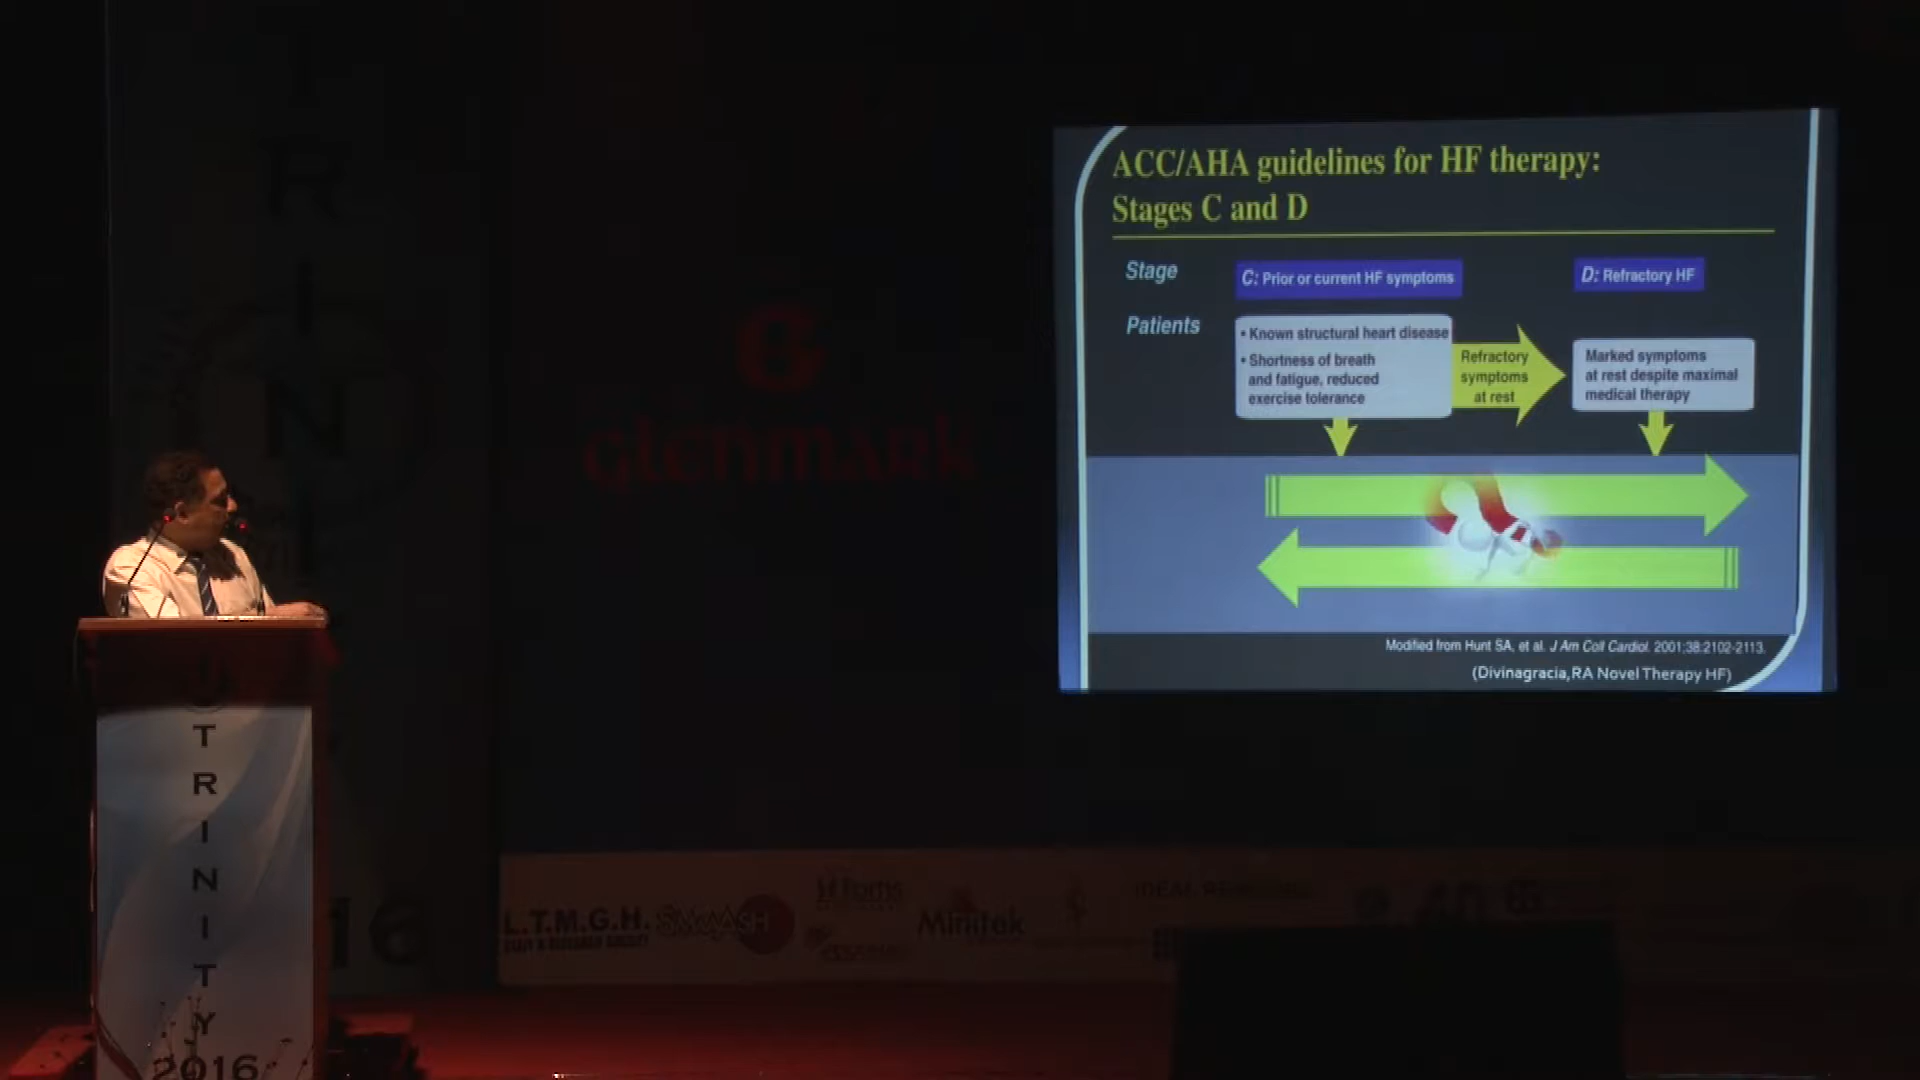 ACC/AHA guidelines for HF therapy:
Stages C and D
Stage
C: Prior or current HF symptoms
D: Refractory HF
Patients
• Known structural heart disease
• Shortness of breath
and fatigue, reduced
exercise tolerance
Refractory
symptoms
at rest
Marked symptoms
at rest despite maximal
medical therapy
Modified from Hunt SA, et al. J Am Coll Cardiol. 2001;38:2102-2113.
(Divinagracia,RA Novel Therapy HF)
G
Glenmark
T
R
I
N
I
T
R
I
N
I
T
Y
2016
16
L.T.M.G.H.
SMAASH
Fortis
Minitek